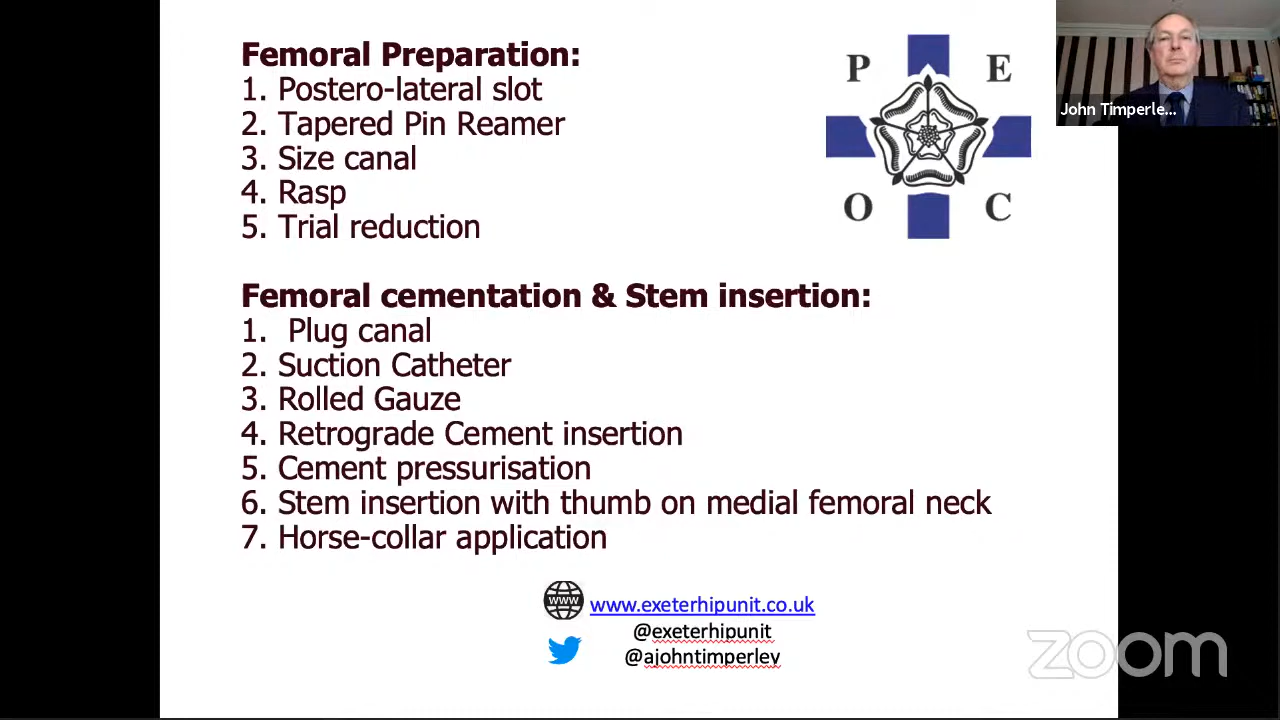 Femoral Preparation:
1. Postero-lateral slot
2. Tapered Pin Reamer
3. Size canal
4. Rasp
5. Trial reduction
P E
O C
John Timperle...
Femoral cementation & Stem insertion:
1. Plug canal
2. Suction Catheter
3. Rolled Gauze
4. Retrograde Cement insertion
5. Cement pressurisation
6. Stem insertion with thumb on medial femoral neck
7. Horse-collar application
www
www.exeterhipunit.co.uk
@exeterhipunit
@ajohntimperley
zoom